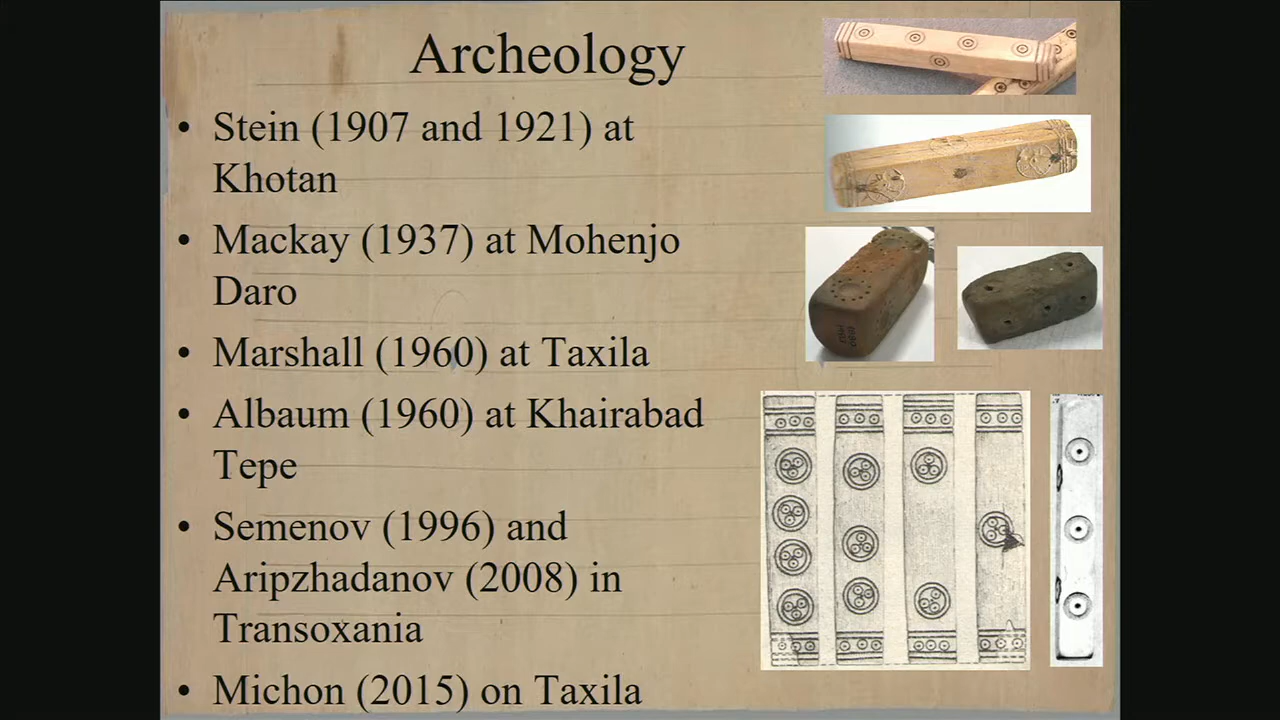 Archeology
• Stein (1907 and 1921) at
Khotan
• Mackay (1937) at Mohenjo
Daro
• Marshall (1960) at Taxila
• Albaum (1960) at Khairabad
Tepe
• Semenov (1996) and
Aripzhadanov (2008) in
Transoxania
• Michon (2015) on Taxila